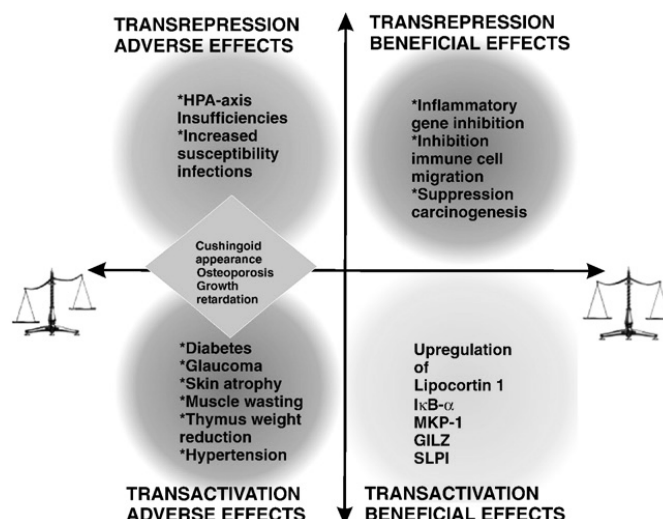 TRANSREPRESSION
ADVERSE EFFECTS
TRANSREPRESSION
BENEFICIAL EFFECTS
*HPA-axis
Insufficiencies
*Increased
susceptibility
infections
*Inflammatory
gene inhibition
*Inhibition
immune cell
migration
*Suppression
carcinogenesis
Cushingoid
appearance
Osteoporosis
Growth
retardation
*Diabetes
*Glaucoma
*Skin atrophy
*Muscle wasting
*Thymus weight
reduction
*Hypertension
Upregulation
of
Lipocortin 1
IκB-α
MKP-1
GILZ
SLPI
TRANSACTIVATION
ADVERSE EFFECTS
TRANSACTIVATION
BENEFICIAL EFFECTS